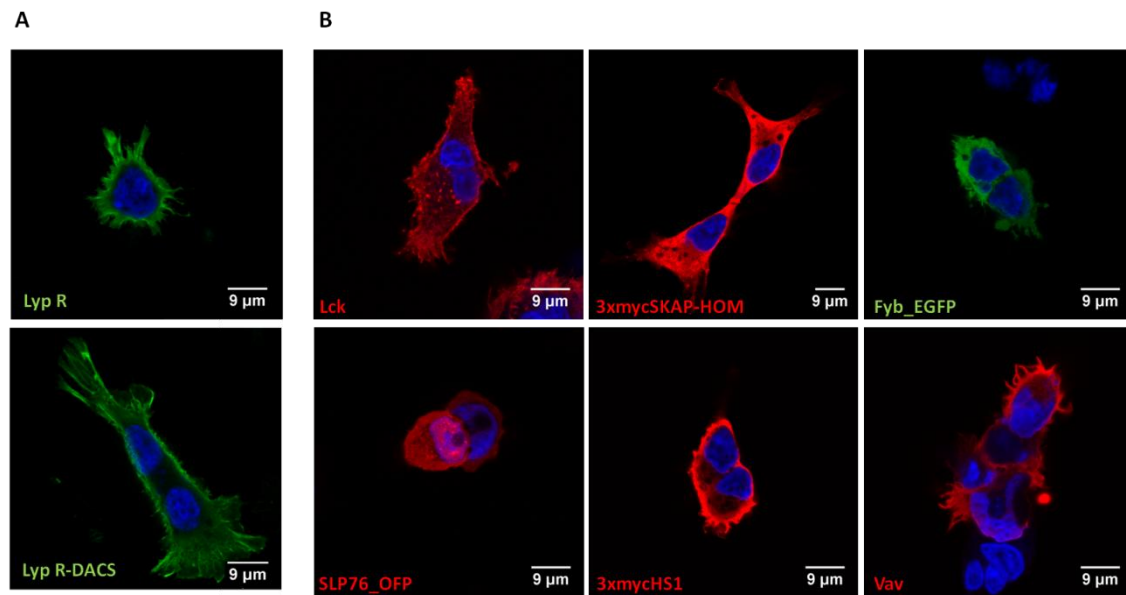 A
B
Lyp R
9 µm
Lck
9 µm
3xmycSKAP-HOM
9 µm
Fyb_EGFP
9 µm
Lyp R-DACS
9 µm
SLP76_OFP
9 µm
3xmycHS1
9 µm
Vav
9 µm